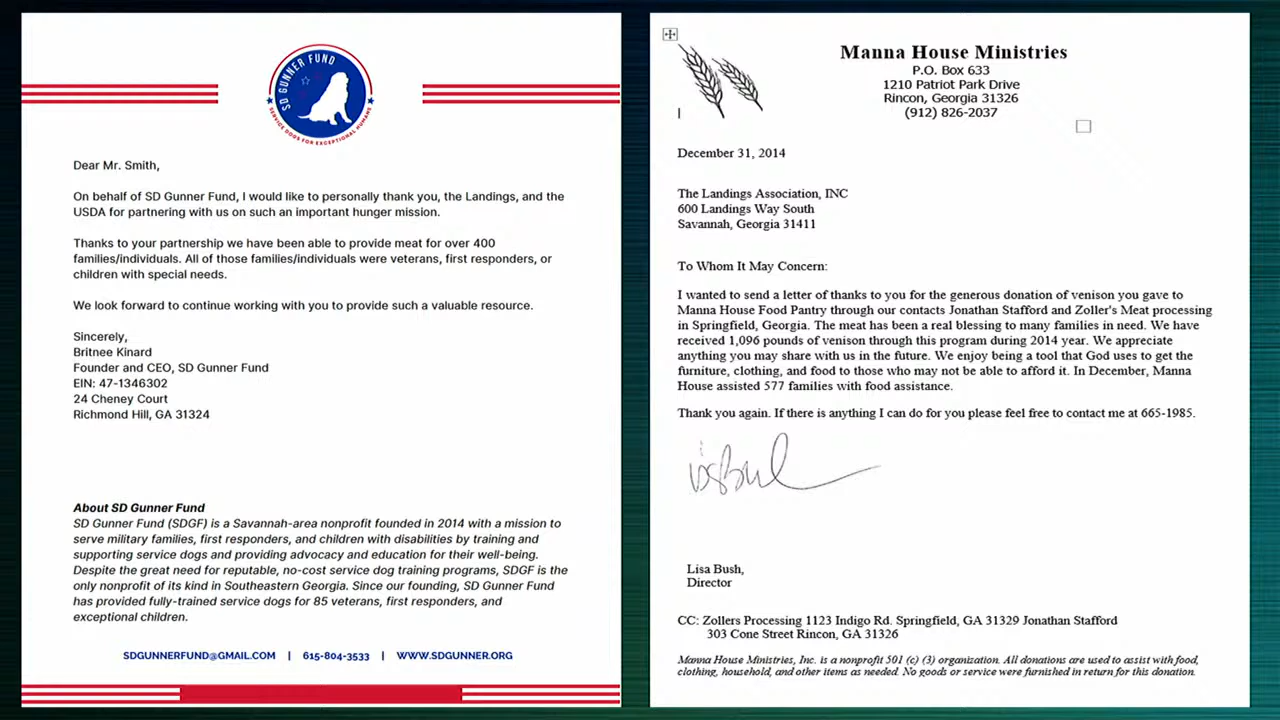 SD GUNNER FUND
SERVICE DOGS FOR EXCEPTIONAL HUMANS
Dear Mr. Smith,
On behalf of SD Gunner Fund, I would like to personally thank you, the Landings, and the
USDA for partnering with us on such an important hunger mission.
Thanks to your partnership we have been able to provide meat for over 400
families/individuals. All of those families/individuals were veterans, first responders, or
children with special needs.
We look forward to continue working with you to provide such a valuable resource.
Sincerely,
Britnee Kinard
Founder and CEO, SD Gunner Fund
EIN: 47-1346302
24 Cheney Court
Richmond Hill, GA 31324
About SD Gunner Fund
SD Gunner Fund (SDGF) is a Savannah-area nonprofit founded in 2014 with a mission to
serve military families, first responders, and children with disabilities by training and
supporting service dogs and providing advocacy and education for their well-being.
Despite the great need for reputable, no-cost service dog training programs, SDGF is the
only nonprofit of its kind in Southeastern Georgia. Since our founding, SD Gunner Fund
has provided fully-trained service dogs for 85 veterans, first responders, and
exceptional children.
SDGUNNERFUND@GMAIL.COM | 615-804-3533 | WWW.SDGUNNER.ORG
Manna House Ministries
P.O. Box 633
1210 Patriot Park Drive
Rincon, Georgia 31326
(912) 826-2037
December 31, 2014
The Landings Association, INC
600 Landings Way South
Savannah, Georgia 31411
To Whom It May Concern:
I wanted to send a letter of thanks to you for the generous donation of venison you gave to
Manna House Food Pantry through our contacts Jonathan Stafford and Zoller's Meat processing
in Springfield, Georgia. The meat has been a real blessing to many families in need. We have
received 1,096 pounds of venison through this program during 2014 year. We appreciate
anything you may share with us in the future. We enjoy being a tool that God uses to get the
furniture, clothing, and food to those who may not be able to afford it. In December, Manna
House assisted 577 families with food assistance.
Thank you again. If there is anything I can do for you please feel free to contact me at 665-1985.
Lisa Bush,
Director
CC: Zollers Processing 1123 Indigo Rd. Springfield, GA 31329 Jonathan Stafford
303 Cone Street Rincon, GA 31326
Manna House Ministries, Inc. is a nonprofit 501 (c) (3) organization. All donations are used to assist with food,
clothing, household, and other items as needed. No goods or service were furnished in return for this donation.